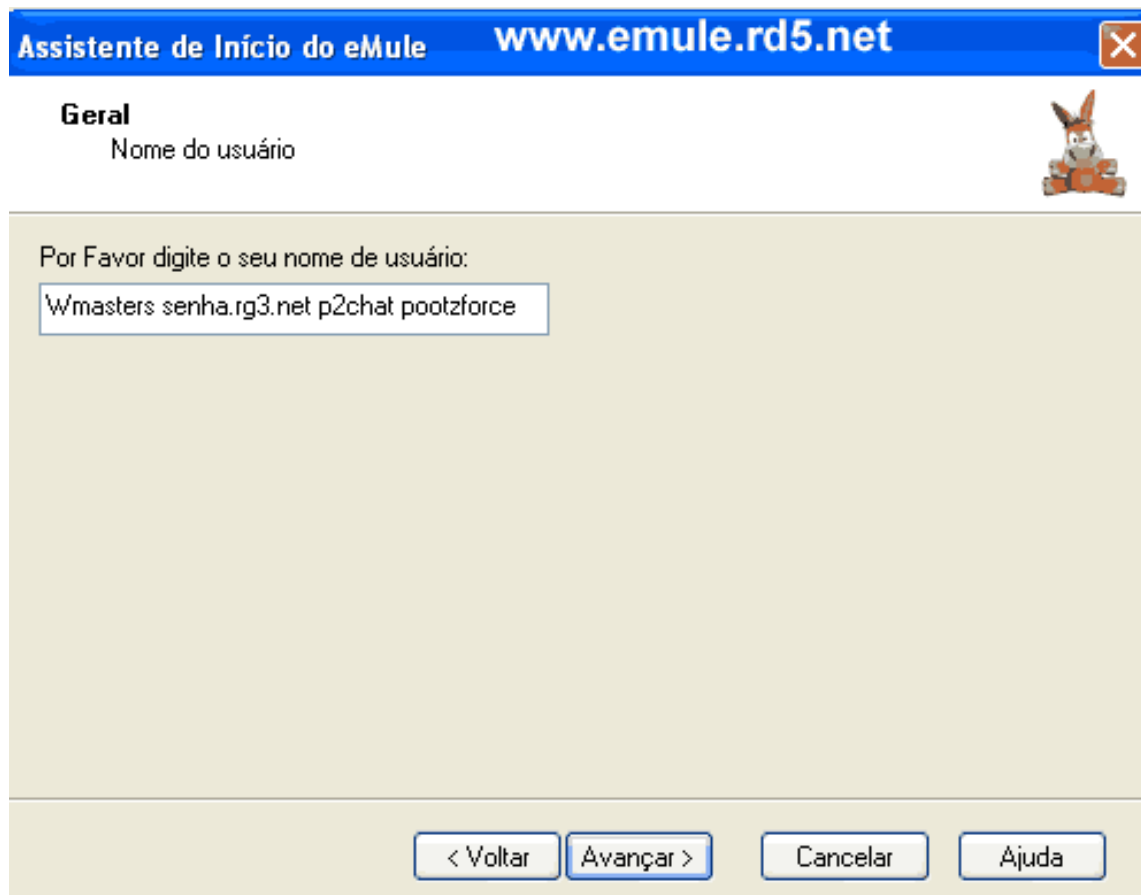 Assistente de Início do eMule www.emule.rd5.net
Geral
Nome do usuário
Por Favor digite o seu nome de usuário:
Wmasters senha.rg3.net p2chat pootzforce
< Voltar Avançar > Cancelar Ajuda